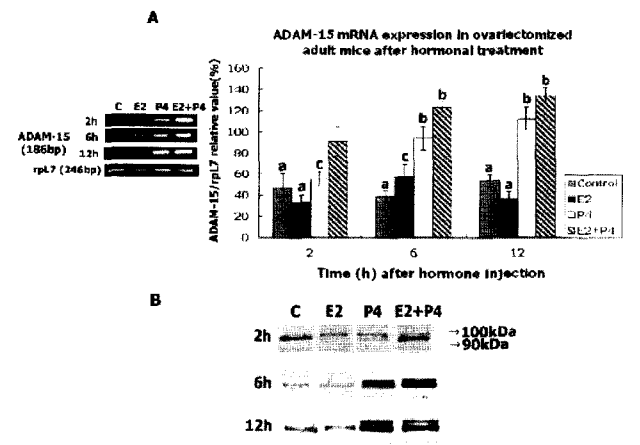 A
ADAM-15 mRNA expression in ovariectomized
adult mice after hormonal treatment
C E2 P4 E2+P4
2h
6h
12h
ADAM-15
(186bp)
rpL7 (246bp)
ADAM-15/rpL7 relative value(%)
160
140
120
100
80
60
40
20
0
a a c
a c b b
a a b b
2 6 12
Time (h) after hormone injection
Control
E2
P4
E2+P4
B
C E2 P4 E2+P4
2h
→100kDa
→90kDa
6h
12h